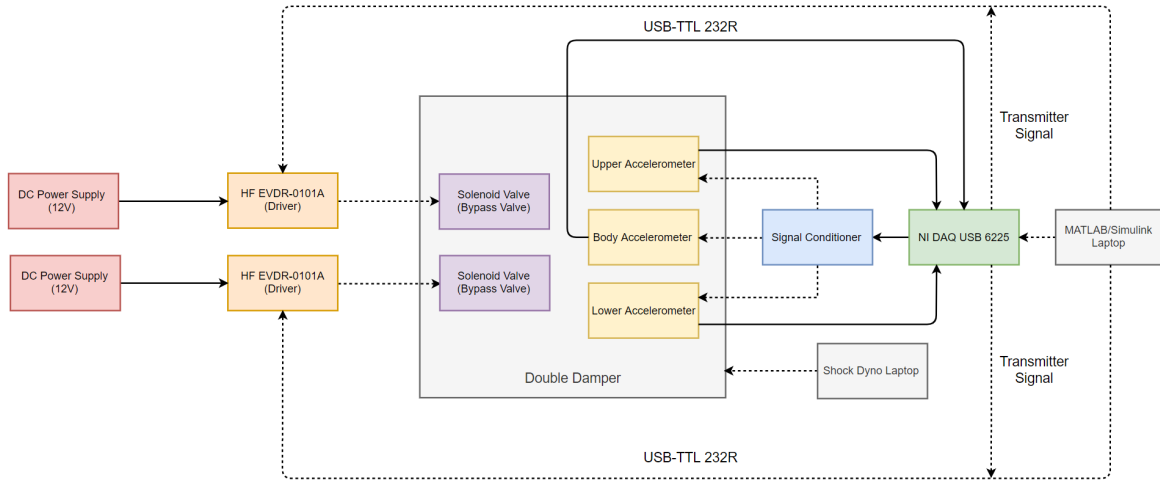 USB-TTL 232R
Transmitter
Signal
Upper Accelerometer
DC Power Supply
(12V)
HF EVDR-0101A
(Driver)
Solenoid Valve
(Bypass Valve)
Body Accelerometer
Signal Conditioner
NI DAQ USB 6225
MATLAB/Simulink
Laptop
DC Power Supply
(12V)
HF EVDR-0101A
(Driver)
Solenoid Valve
(Bypass Valve)
Lower Accelerometer
Double Damper
Shock Dyno Laptop
Transmitter
Signal
USB-TTL 232R